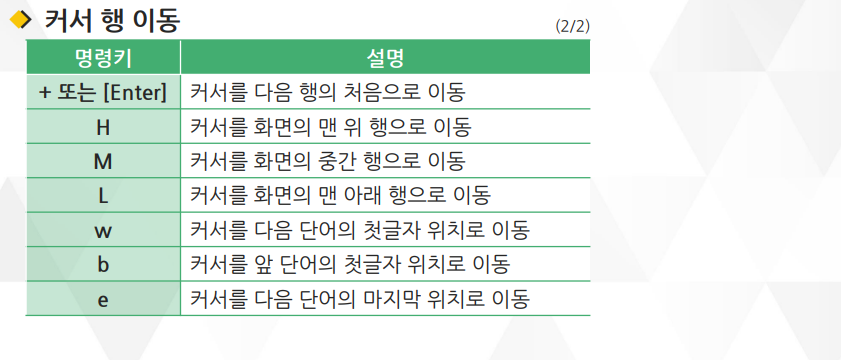 커서 행 이동
(2/2)
명령키 설명
+ 또는 [Enter] 커서를 다음 행의 처음으로 이동
H 커서를 화면의 맨 위 행으로 이동
M 커서를 화면의 중간 행으로 이동
L 커서를 화면의 맨 아래 행으로 이동
w 커서를 다음 단어의 첫글자 위치로 이동
b 커서를 앞 단어의 첫글자 위치로 이동
e 커서를 다음 단어의 마지막 위치로 이동